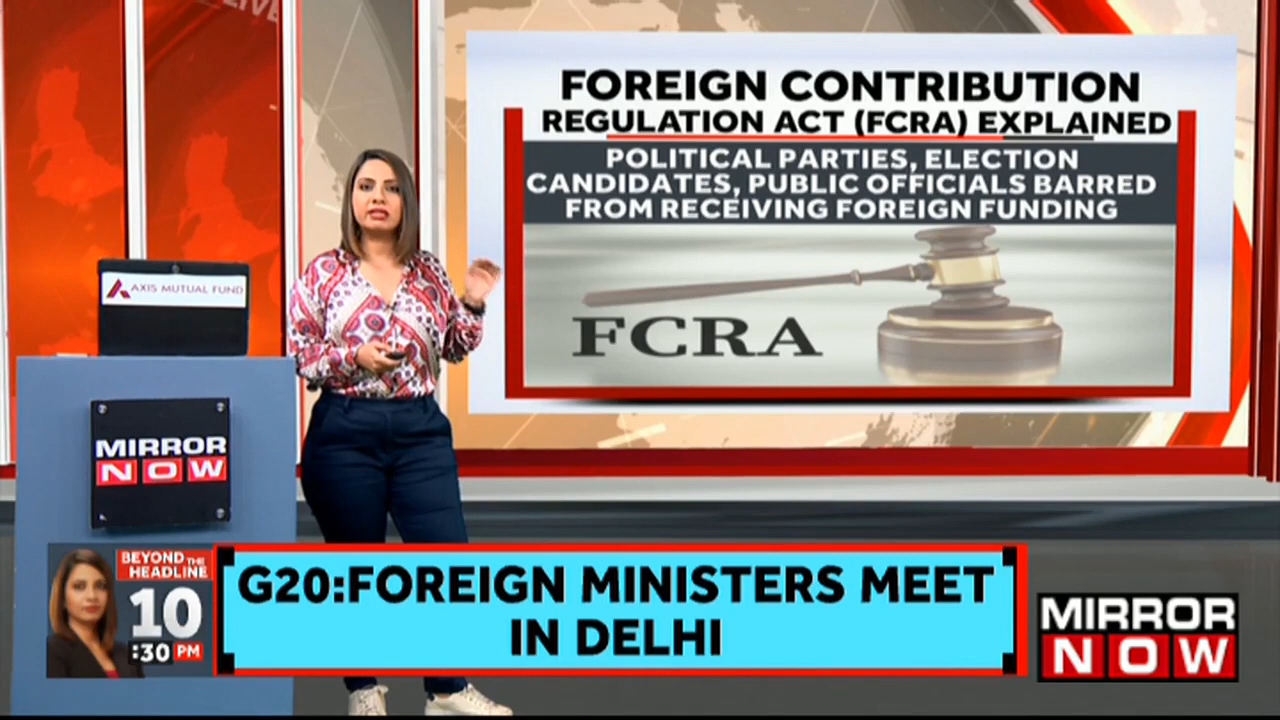 LIVE
FOREIGN CONTRIBUTION
REGULATION ACT (FCRA) EXPLAINED
POLITICAL PARTIES, ELECTION
CANDIDATES, PUBLIC OFFICIALS BARRED
FROM RECEIVING FOREIGN FUNDING
FCRA
AXIS MUTUAL FUND
MIRROR
NOW
BEYOND THE
HEADLINE
10
:30 PM
G20:FOREIGN MINISTERS MEET
IN DELHI
MIRROR
NOW